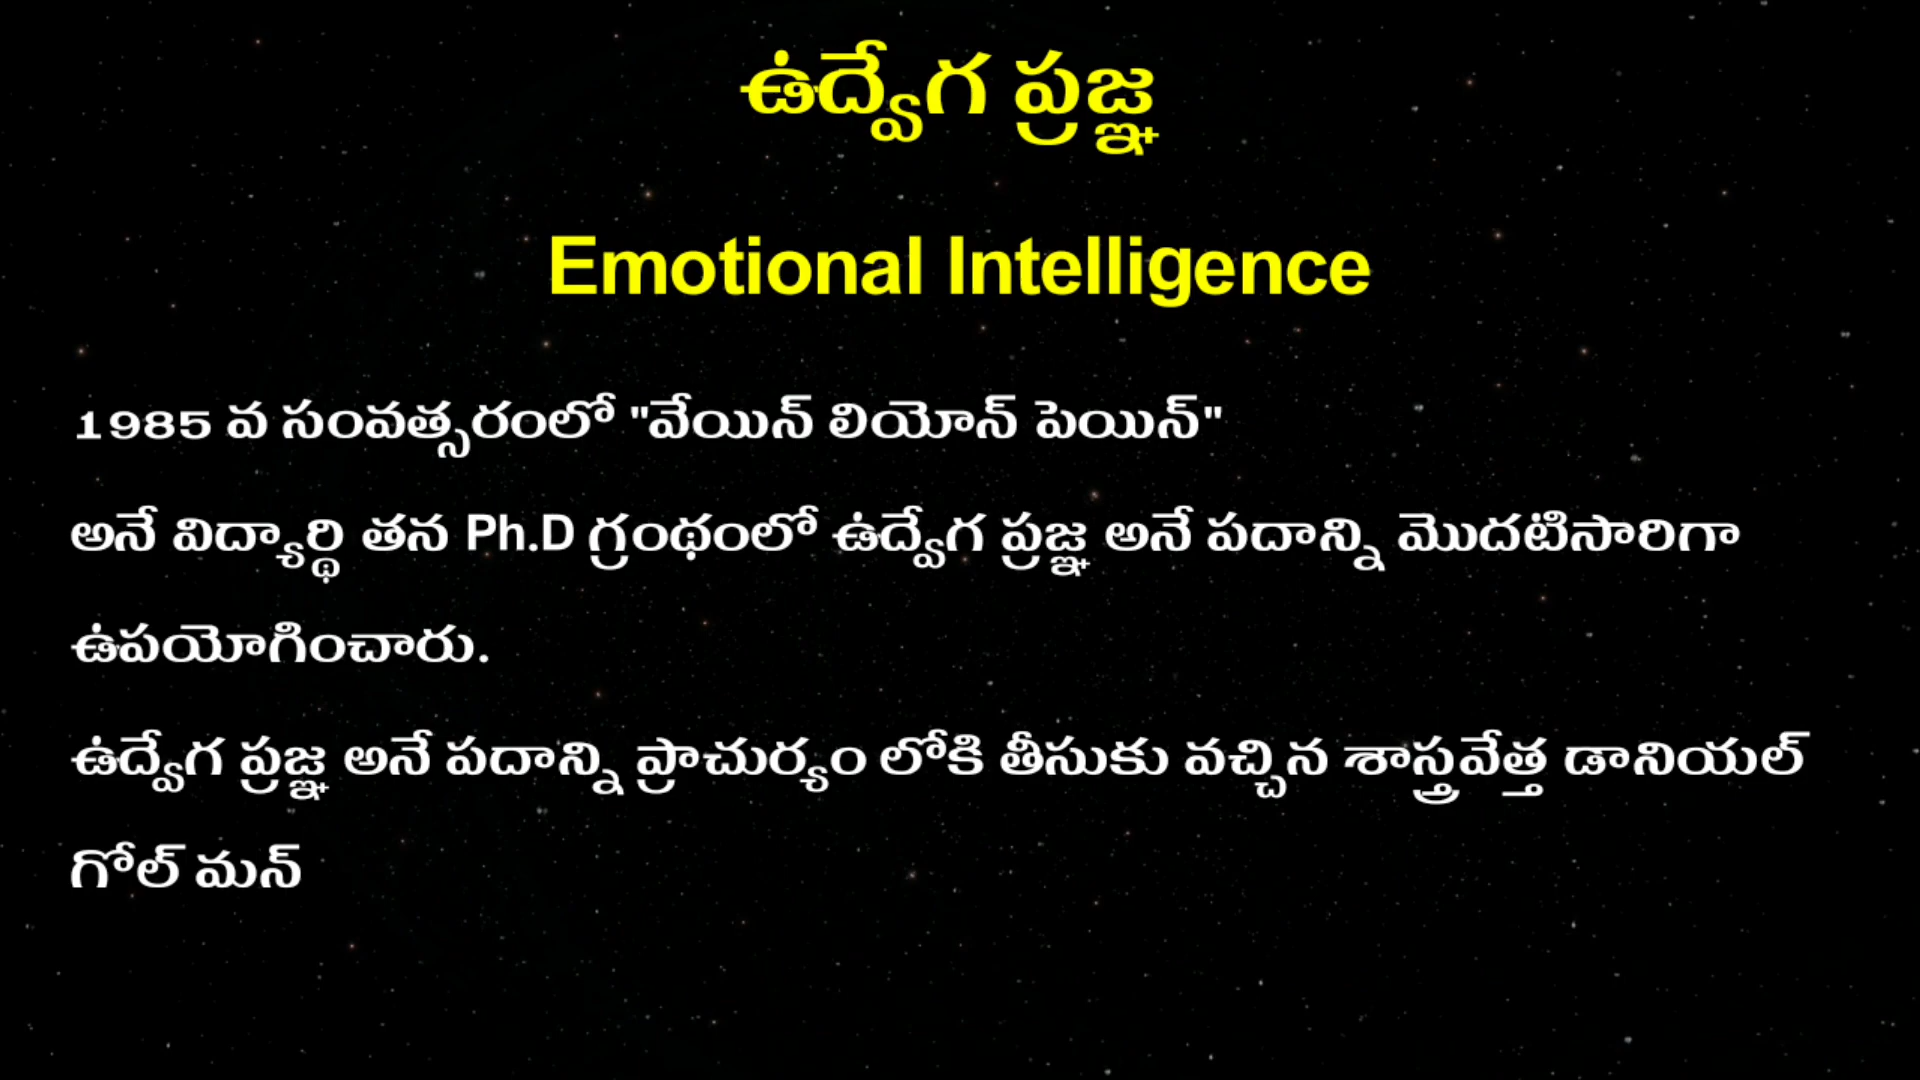 ఉద్వేగ ప్రజ్ఞ
Emotional Intelligence
1985 వ సంవత్సరంలో "వేయిన్ లియోన్ పెయిన్"
అనే విద్యార్థి తన Ph.D గ్రంథంలో ఉద్వేగ ప్రజ్ఞ అనే పదాన్ని మొదటిసారిగా
ఉపయోగించారు.
ఉద్వేగ ప్రజ్ఞ అనే పదాన్ని ప్రాచుర్యం లోకి తీసుకు వచ్చిన శాస్త్రవేత్త డానియల్
గోల్ మన్